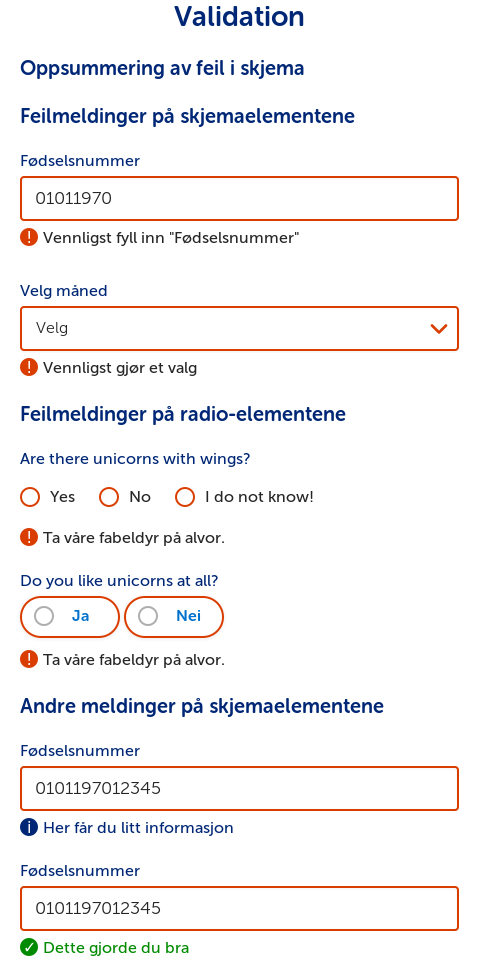 Validation
Oppsummering av feil i skjema
Feilmeldinger på skjemaelementene
Fødselsnummer
01011970
Vennligst fyll inn "Fødselsnummer"
Velg måned
Velg
Vennligst gjør et valg
Feilmeldinger på radio-elementene
Are there unicorns with wings?
Yes No I do not know!
Ta våre fabeldyr på alvor.
Do you like unicorns at all?
Ja Nei
Ta våre fabeldyr på alvor.
Andre meldinger på skjemaelementene
Fødselsnummer
0101197012345
Her får du litt informasjon
Fødselsnummer
0101197012345
Dette gjorde du bra